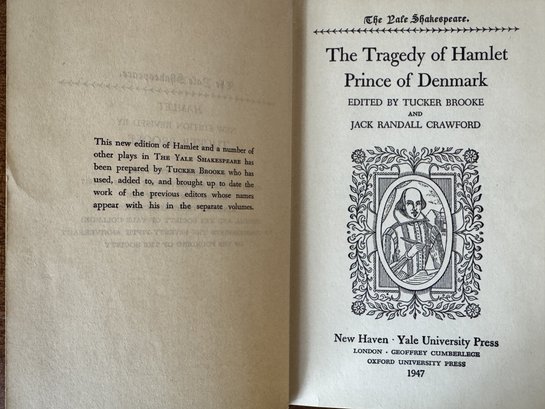 This new edition of Hamlet and a number of
other plays in THE YALE SHAKESPEARE has
been prepared by TUCKER BROOKE who has
used, added to, and brought up to date the
work of the previous editors whose names
appear with his in the separate volumes.
The Yale Shakespeare.
The Tragedy of Hamlet
Prince of Denmark
EDITED BY TUCKER BROOKE
AND
JACK RANDALL CRAWFORD
New Haven · Yale University Press
LONDON · GEOFFREY CUMBERLEGE
OXFORD UNIVERSITY PRESS
1947